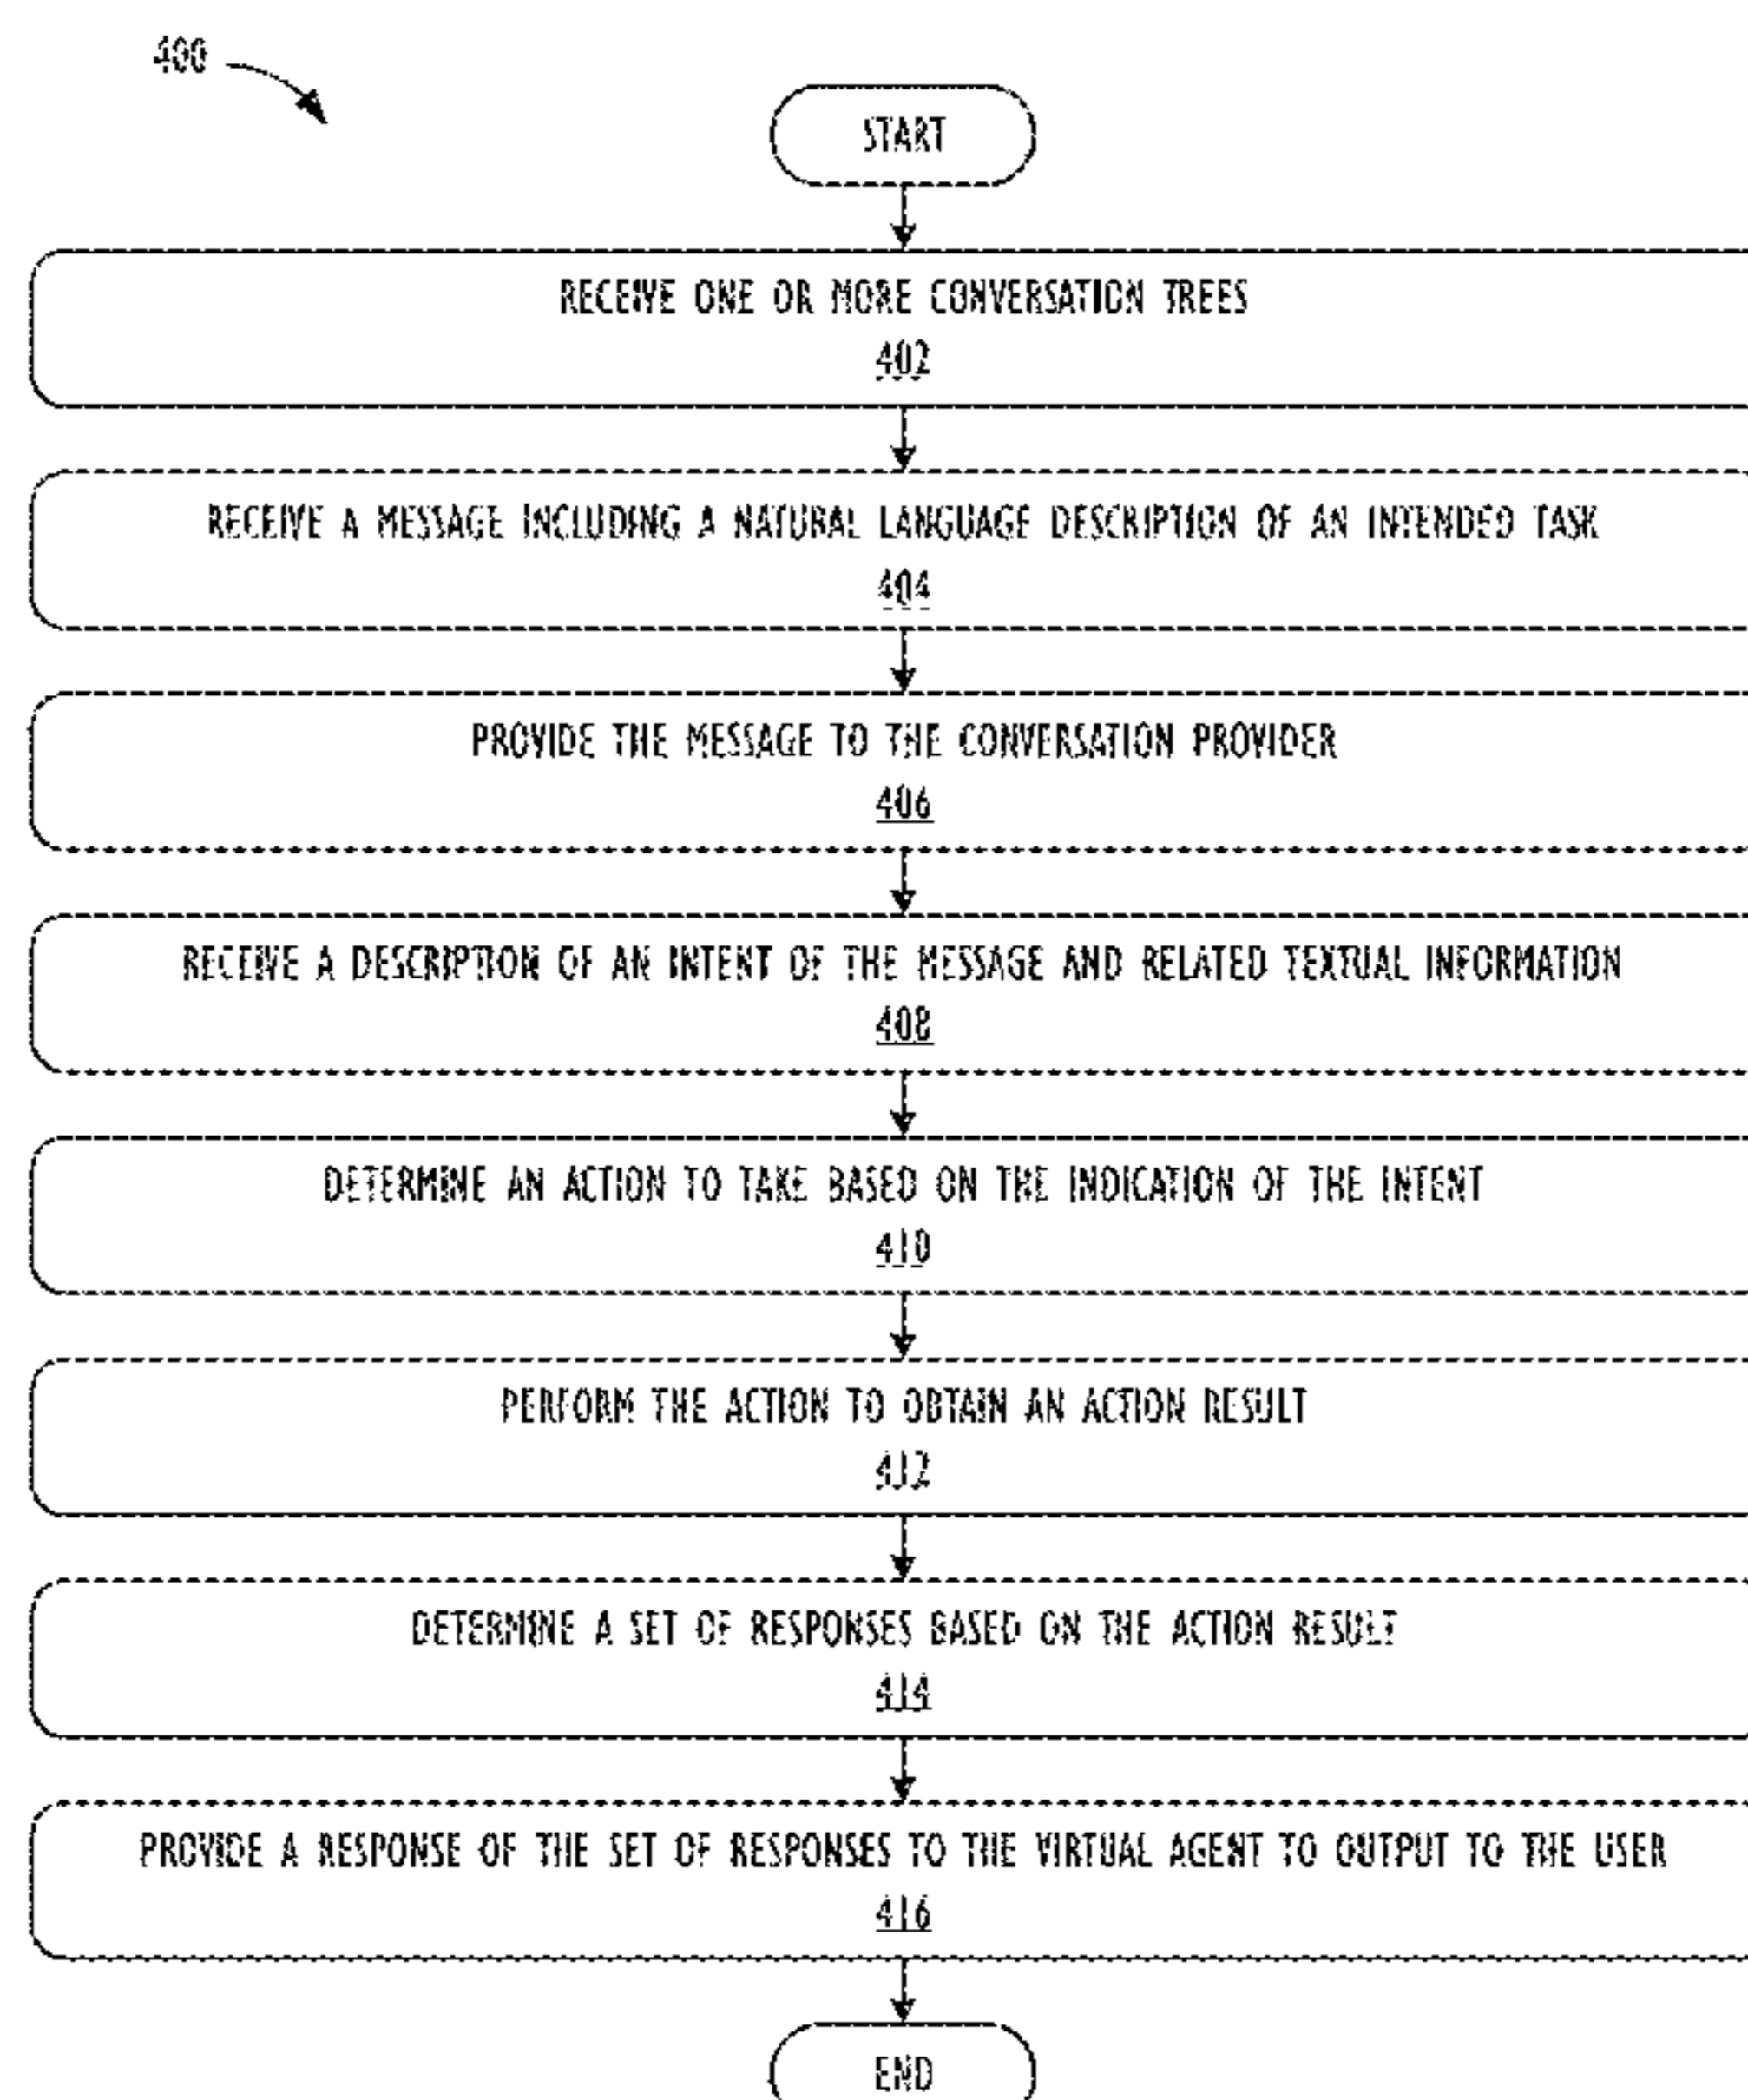 400
START
RECEIVE ONE OR MORE CONVERSATION TREES
402
RECEIVE A MESSAGE INCLUDING A NATURAL LANGUAGE DESCRIPTION OF AN INTENDED TASK
404
PROVIDE THE MESSAGE TO THE CONVERSATION PROVIDER
406
RECEIVE A DESCRIPTION OF AN INTENT OF THE MESSAGE AND RELATED TEXTUAL INFORMATION
408
DETERMINE AN ACTION TO TAKE BASED ON THE INDICATION OF THE INTENT
410
PERFORM THE ACTION TO OBTAIN AN ACTION RESULT
412
DETERMINE A SET OF RESPONSES BASED ON THE ACTION RESULT
414
PROVIDE A RESPONSE OF THE SET OF RESPONSES TO THE VIRTUAL AGENT TO OUTPUT TO THE USER
416
END